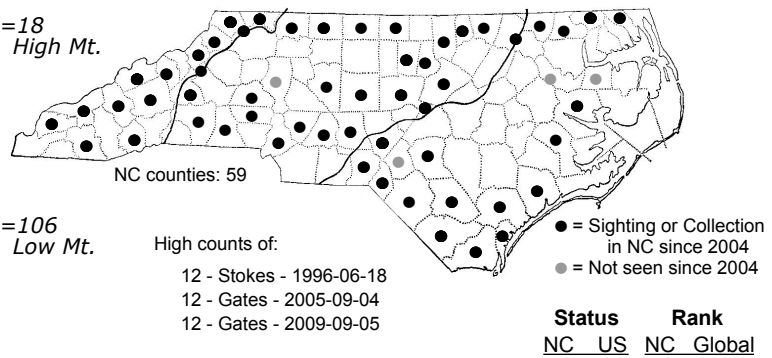 =18
High Mt.
NC counties: 59
=106
Low Mt.
High counts of:
12 - Stokes - 1996-06-18
12 - Gates - 2005-09-04
12 - Gates - 2009-09-05
● = Sighting or Collection
in NC since 2004
● = Not seen since 2004
Status Rank
NC US NC Global